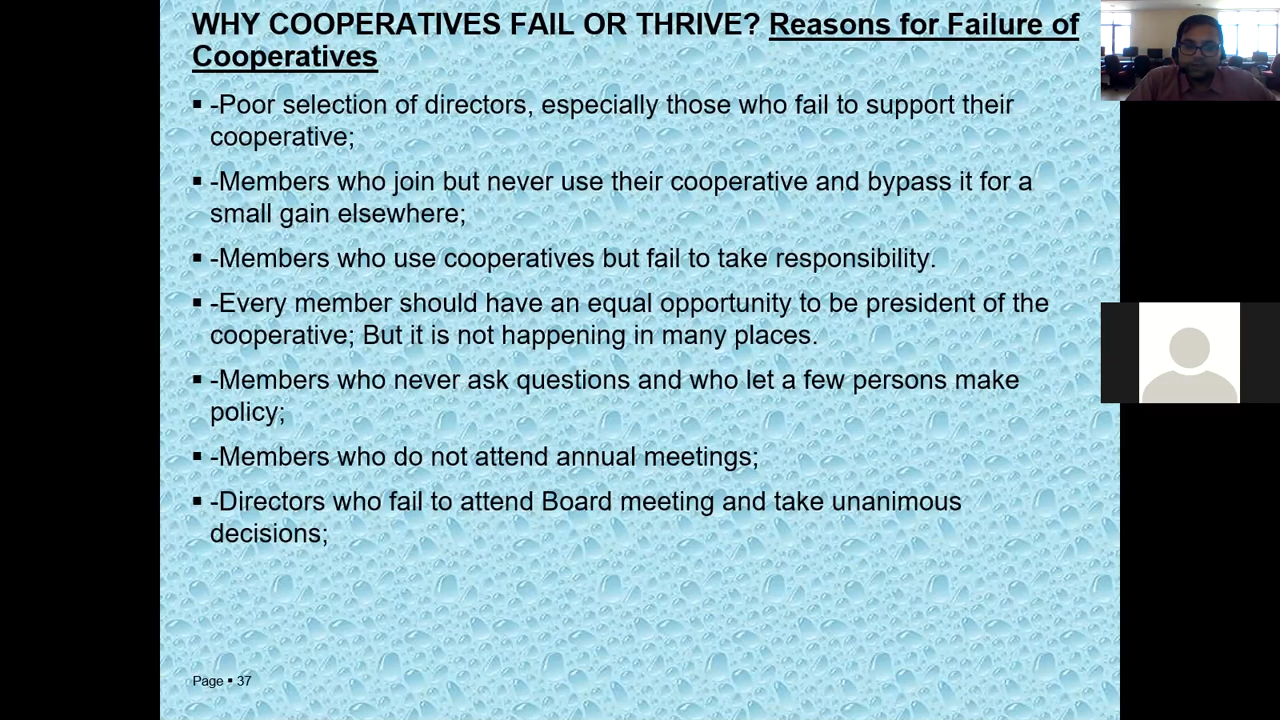 WHY COOPERATIVES FAIL OR THRIVE? Reasons for Failure of
Cooperatives
▪ -Poor selection of directors, especially those who fail to support their
cooperative;
▪ -Members who join but never use their cooperative and bypass it for a
small gain elsewhere;
▪ -Members who use cooperatives but fail to take responsibility.
▪ -Every member should have an equal opportunity to be president of the
cooperative; But it is not happening in many places.
▪ -Members who never ask questions and who let a few persons make
policy;
▪ -Members who do not attend annual meetings;
▪ -Directors who fail to attend Board meeting and take unanimous
decisions;
Page ▪ 37